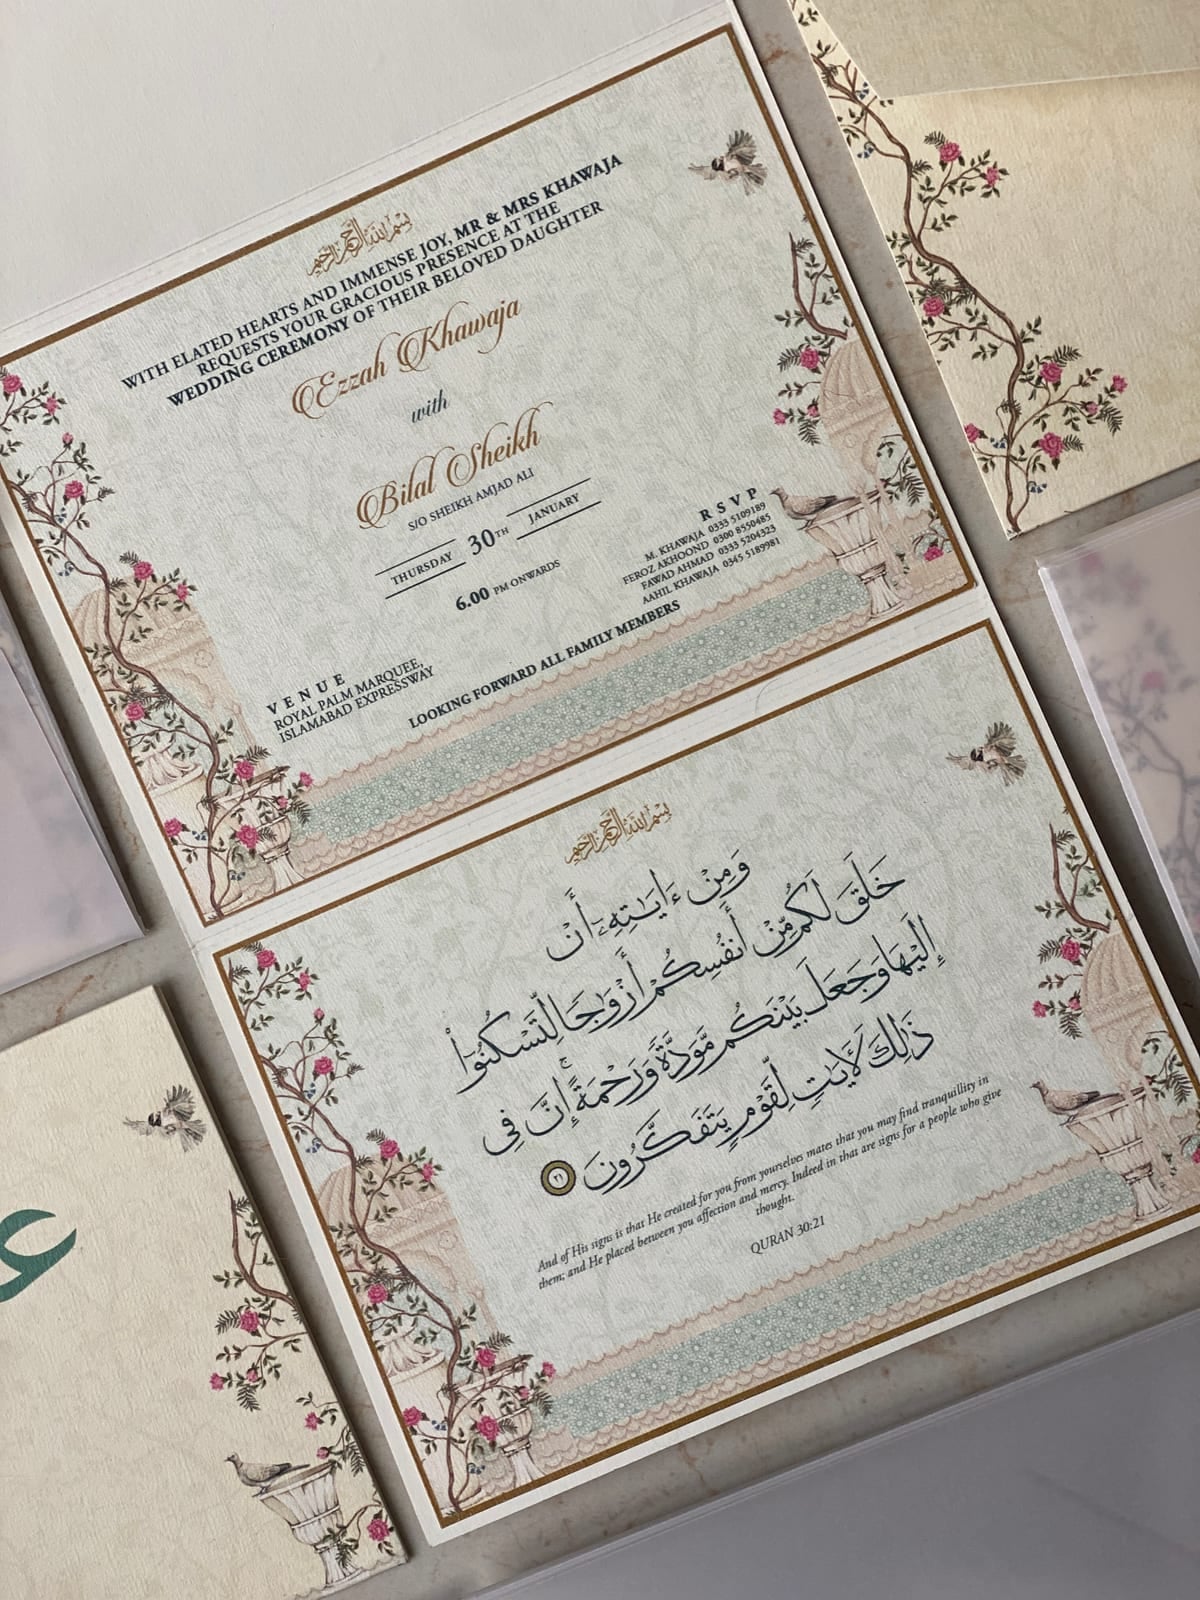 بسم الله الرحمن الرحيم
WITH ELATED HEARTS AND IMMENSE JOY, MR & MRS KHAWAJA
REQUESTS YOUR GRACIOUS PRESENCE AT THE
WEDDING CEREMONY OF THEIR BELOVED DAUGHTER
Ezzah Khawaja
with
Bilal Sheikh
S/O SHEIKH AMJAD ALI
THURSDAY 30TH JANUARY
6.00 PM ONWARDS
RSVP
M. KHAWAJA 0333 5109189
FEROZ AKHOOND 0300 8550485
FAWAD AHMAD 0333 5204323
AAHIL KHAWAJA 0345 5189981
VENUE
ROYAL PALM MARQUEE,
ISLAMABAD EXPRESSWAY
LOOKING FORWARD ALL FAMILY MEMBERS
بسم الله الرحمن الرحيم
وَمِنْ ءَايَـٰتِهِۦٓ أَنْ
خَلَقَ لَكُم مِّنْ أَنفُسِكُمْ أَزْوَٰجًا لِّتَسْكُنُوٓا۟
إِلَيْهَا وَجَعَلَ بَيْنَكُم مَّوَدَّةً وَرَحْمَةً ۚ إِنَّ فِى
ذَٰلِكَ لَـَٔايَـٰتٍ لِّقَوْمٍ يَتَفَكَّرُونَ ٢١
And of His signs is that He created for you from yourselves mates that you may find tranquillity in
them; and He placed between you affection and mercy. Indeed in that are signs for a people who give
thought.
QURAN 30:21